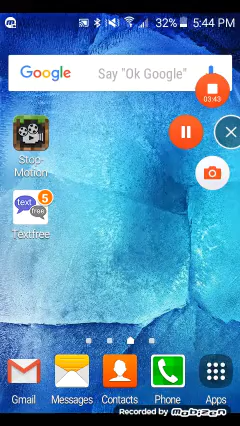 32% 5:44 PM
Google Say "Ok Google"
03:43
Stop-
Motion
5
text
free
Textfree
Gmail Messages Contacts Phone Apps
Recorded by Mobizen